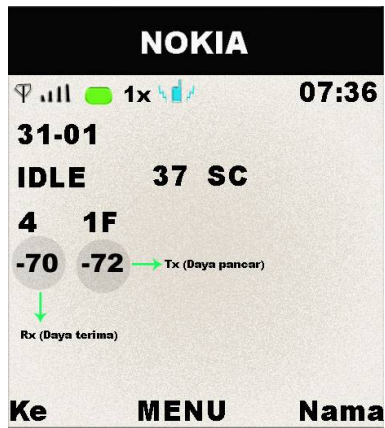 NOKIA
1x 07:36
31-01
IDLE 37 SC
4 1F
-70 -72 Tx (Daya pancar)
Rx (Daya terima)
Ke MENU Nama